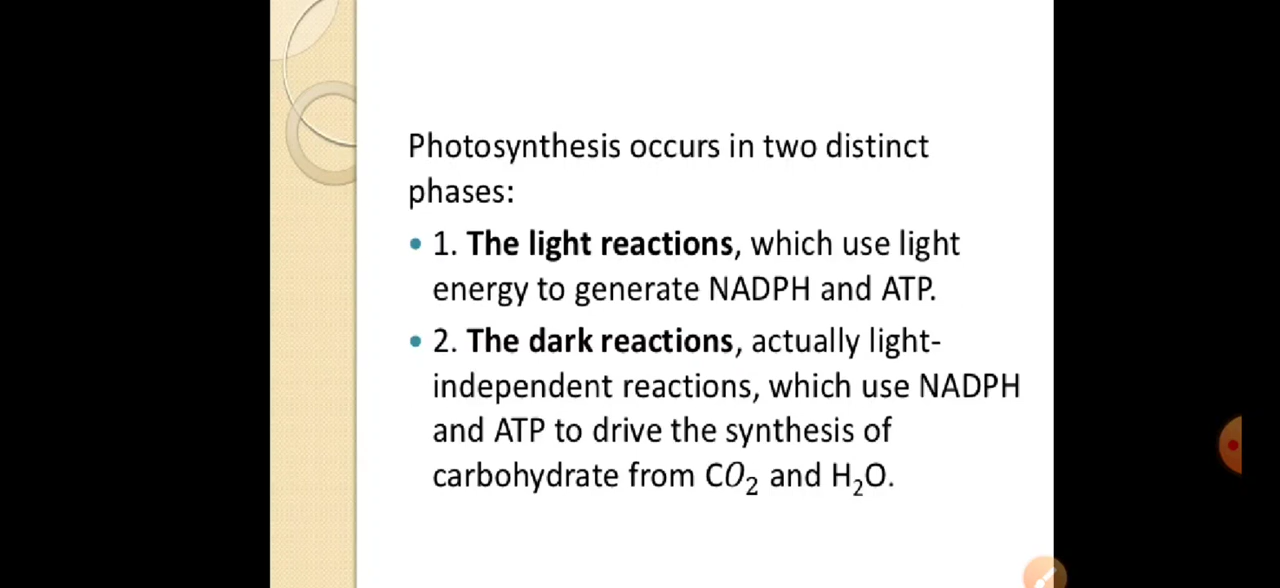 Photosynthesis occurs in two distinct
phases:
• 1. The light reactions, which use light
energy to generate NADPH and ATP.
• 2. The dark reactions, actually light-
independent reactions, which use NADPH
and ATP to drive the synthesis of
carbohydrate from CO₂ and H₂O.